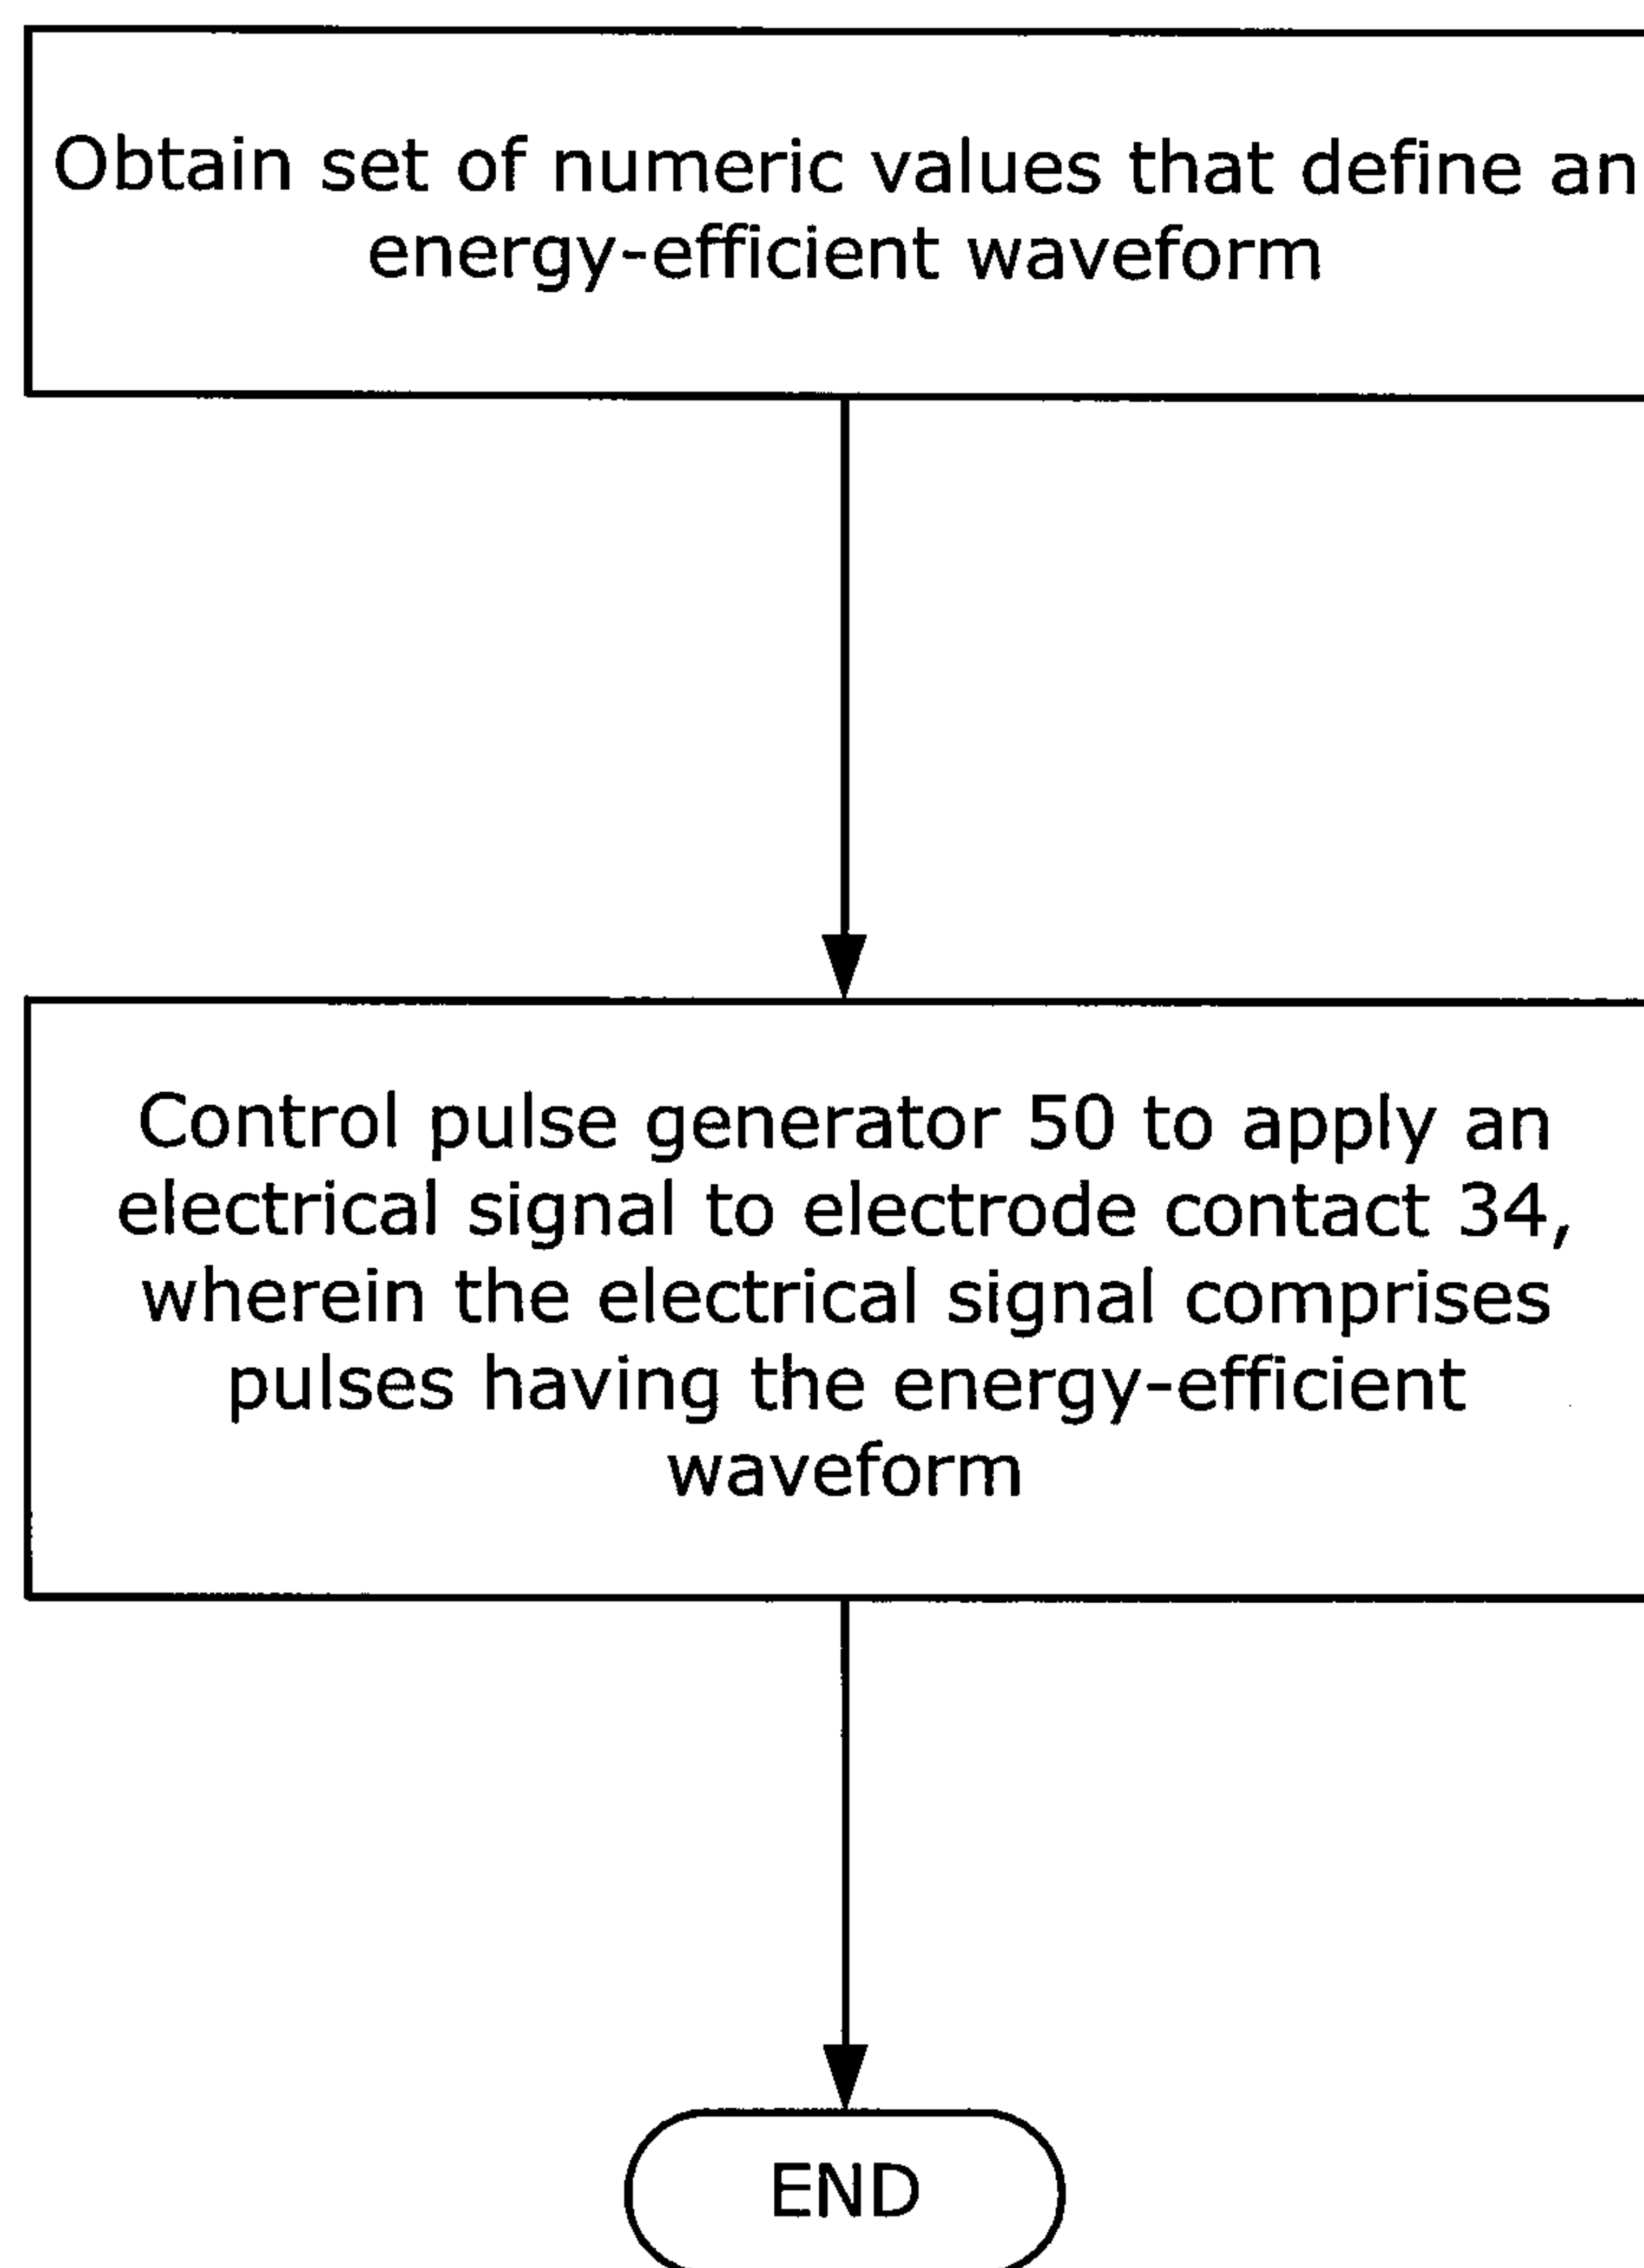 Obtain set of numeric values that define an
energy-efficient waveform
Control pulse generator 50 to apply an
electrical signal to electrode contact 34,
wherein the electrical signal comprises
pulses having the energy-efficient
waveform
END